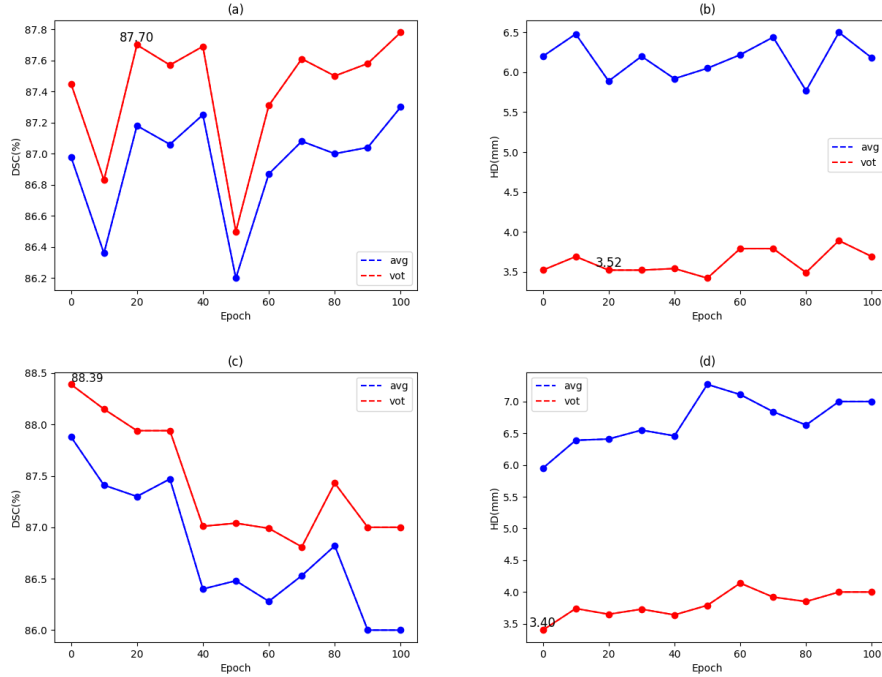 (a)
87.8
87.6
87.4
87.2
87.0
86.8
86.6
86.4
86.2
DSC(%)
87.70
avg
vot
0
20
40
60
80
100
Epoch
(b)
6.5
6.0
5.5
5.0
4.5
4.0
3.5
HD(mm)
3.52
avg
vot
0
20
40
60
80
100
Epoch
(c)
88.5
88.0
87.5
87.0
86.5
86.0
DSC(%)
88.39
avg
vot
0
20
40
60
80
100
Epoch
(d)
7.0
6.5
6.0
5.5
5.0
4.5
4.0
3.5
HD(mm)
avg
vot
3.40
0
20
40
60
80
100
Epoch